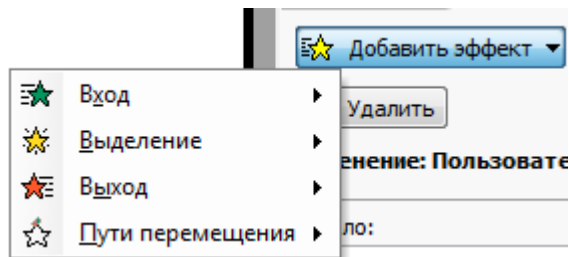 Добавить эффект
Вход
Удалить
Выделение
Выход
Пути перемещения